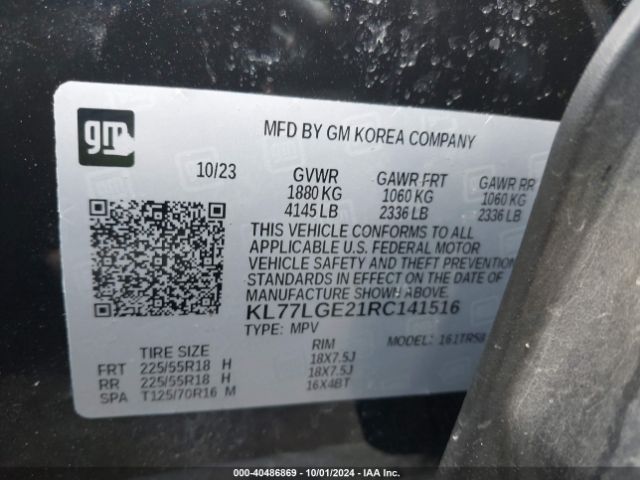 gm
MFD BY GM KOREA COMPANY
10/23 GVWR GAWR FRT GAWR RR
1880 KG 1060 KG 1060 KG
4145 LB 2336 LB 2336 LB
THIS VEHICLE CONFORMS TO ALL
APPLICABLE U.S. FEDERAL MOTOR
VEHICLE SAFETY AND THEFT PREVENTION
STANDARDS IN EFFECT ON THE DATE
OF MANUFACTURE SHOWN ABOVE.
KL77LGE21RC141516
TYPE: MPV MODEL:
TIRE SIZE RIM
FRT 225/55R18 H 18X7.5J
RR 225/55R18 H 18X7.5J
SPA T125/70R16 M 16X4BT
000-40486869 | 10/01/2024 | IAA Inc.